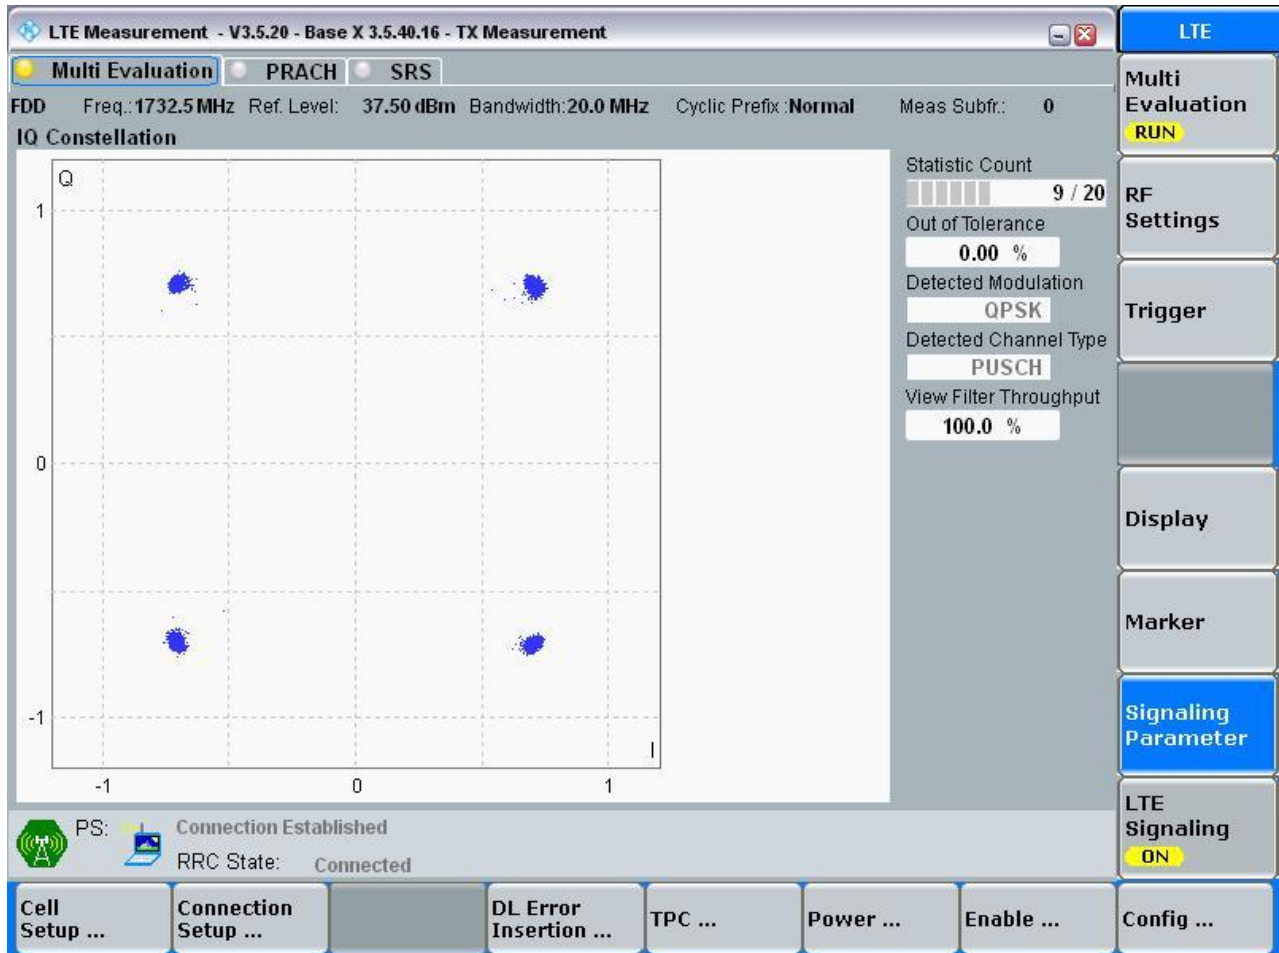 LTE Measurement - V3.5.20 - Base X 3.5.40.16 - TX Measurement
LTE
Multi Evaluation PRACH SRS
FDD Freq.: 1732.5 MHz Ref. Level: 37.50 dBm Bandwidth: 20.0 MHz Cyclic Prefix : Normal Meas Subfr.: 0
IQ Constellation
Q
1
0
-1
-1 0 1
I
Statistic Count
9 / 20
Out of Tolerance
0.00 %
Detected Modulation
QPSK
Detected Channel Type
PUSCH
View Filter Throughput
100.0 %
Multi
Evaluation
RUN
RF
Settings
Trigger
Display
Marker
Signaling
Parameter
LTE
Signaling
ON
PS: Connection Established
RRC State: Connected
Cell
Setup ...
Connection
Setup ...
DL Error
Insertion ...
TPC ...
Power ...
Enable ...
Config ...